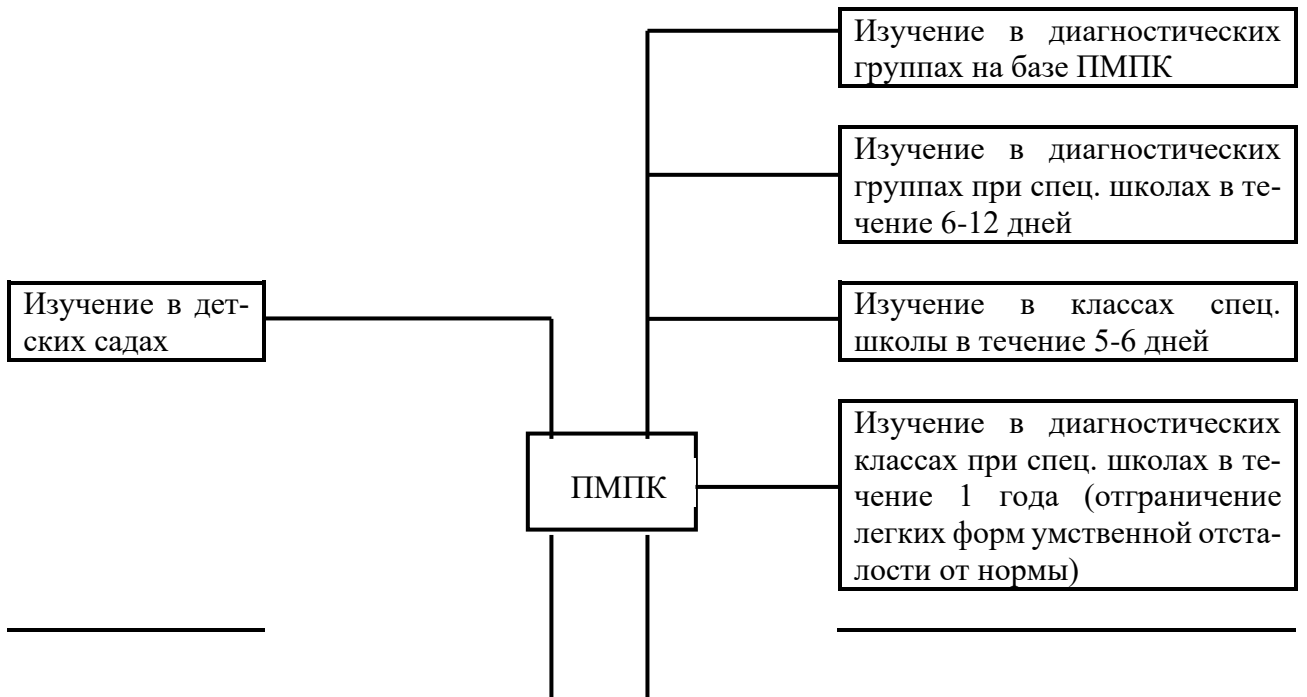 Изучение в диагностических
группах на базе ПМПК
Изучение в диагностических
группах при спец. школах в те-
чение 6-12 дней
Изучение в дет-
ских садах
Изучение в классах спец.
школы в течение 5-6 дней
Изучение в диагностических
классах при спец. школах в те-
чение 1 года (отграничение
легких форм умственной отста-
лости от нормы)
ПМПК